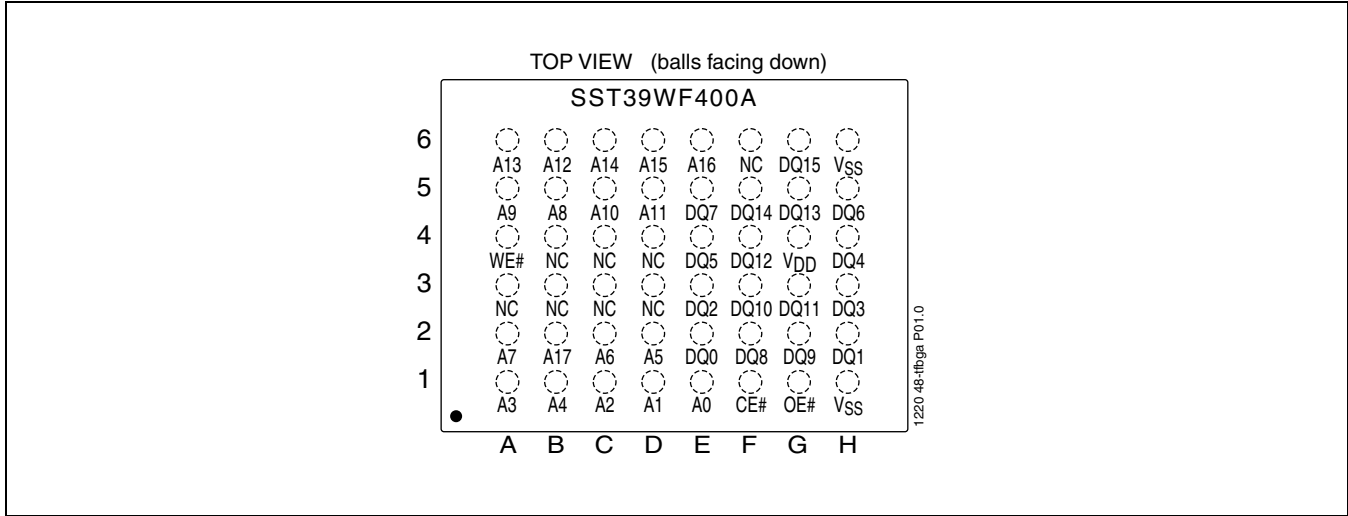 TOP VIEW (balls facing down)
SST39WF400A
6
A13 A12 A14 A15 A16 NC DQ15 VSS
5
A9 A8 A10 A11 DQ7 DQ14 DQ13 DQ6
4
WE# NC NC NC DQ5 DQ12 VDD DQ4
3
NC NC NC NC DQ2 DQ10 DQ11 DQ3
2
A7 A17 A6 A5 DQ0 DQ8 DQ9 DQ1
1
A3 A4 A2 A1 A0 CE# OE# VSS
A B C D E F G H
1220 48-tfbga P01.0